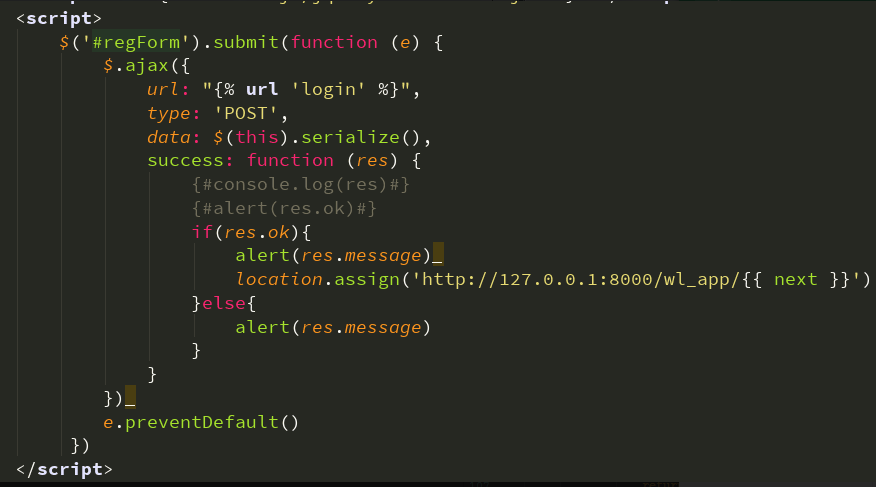 <script>
$('#regForm').submit(function (e) {
$.ajax({
url: "{% url 'login' %}",
type: 'POST',
data: $(this).serialize(),
success: function (res) {
{#console.log(res)#}
{#alert(res.ok)#}
if(res.ok){
alert(res.message)_
location.assign('http://127.0.0.1:8000/wl_app/{{ next }}')
}else{
alert(res.message)
}
}
})_
e.preventDefault()
})
</script>